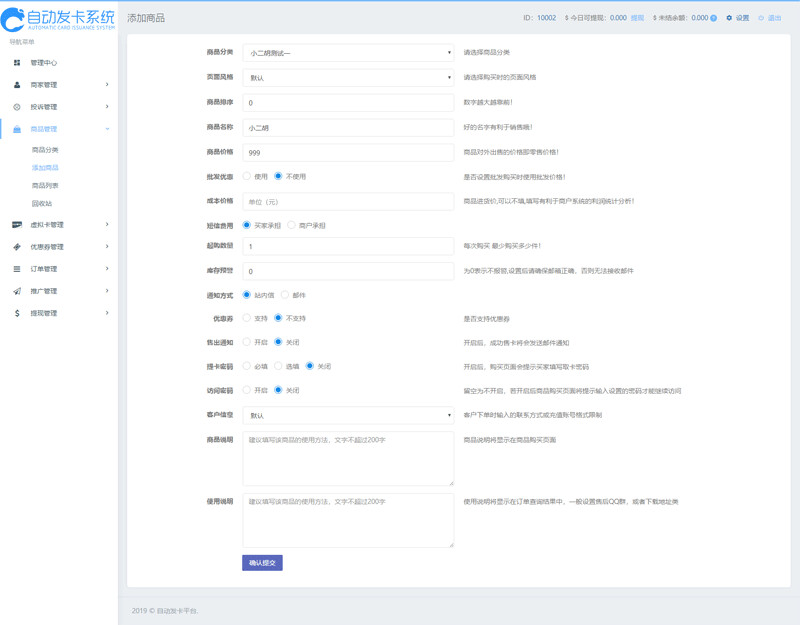 自动发卡系统
AUTOMATIC CARD ISSUANCE SYSTEM
添加商品
ID：10002 $ 今日可提现：0.000 提现 $ 未结余额：0.000 设置 退出
导航菜单
管理中心
商家管理
投诉管理
商品管理
商品分类
添加商品
商品列表
回收站
虚拟卡管理
优惠券管理
订单管理
推广管理
提现管理
商品分类 小二胡测试一 请选择商品分类
页面风格 默认 请选择购买时的页面风格
商品排序 0 数字越大越靠前！
商品名称 小二胡 好的名字有利于销售哦！
商品价格 999 商品对外出售的价格即零售价格！
批发优惠 使用 不使用 是否设置批发购买时使用批发价格！
成本价格 单位（元） 商品进货价,可以不填,填写有利于商户系统的利润统计分析！
短信费用 买家承担 商户承担
起购数量 1 每次购买 最少购买多少件！
库存预警 0 为0表示不报警,设置后请确保邮箱正确，否则无法接收邮件
通知方式 站内信 邮件
优惠券 支持 不支持 是否支持优惠券
售出通知 开启 关闭 开启后，成功售卡将会发送邮件通知
提卡密码 必填 选填 关闭 开启后，购买页面会提示买家填写取卡密码
访问密码 开启 关闭 留空为不开启，若开启后商品购买页面将提示输入设置的密码才能继续访问
客户信息 默认 客户下单时输入的联系方式或充值账号格式限制
商品说明 建议填写该商品的使用方法，文字不超过200字 商品说明将显示在商品购买页面
使用说明 建议填写该商品的使用方法，文字不超过200字 使用说明将显示在订单查询结果中，一般设置售后QQ群，或者下载地址类
确认提交
2019 © 自动发卡平台.